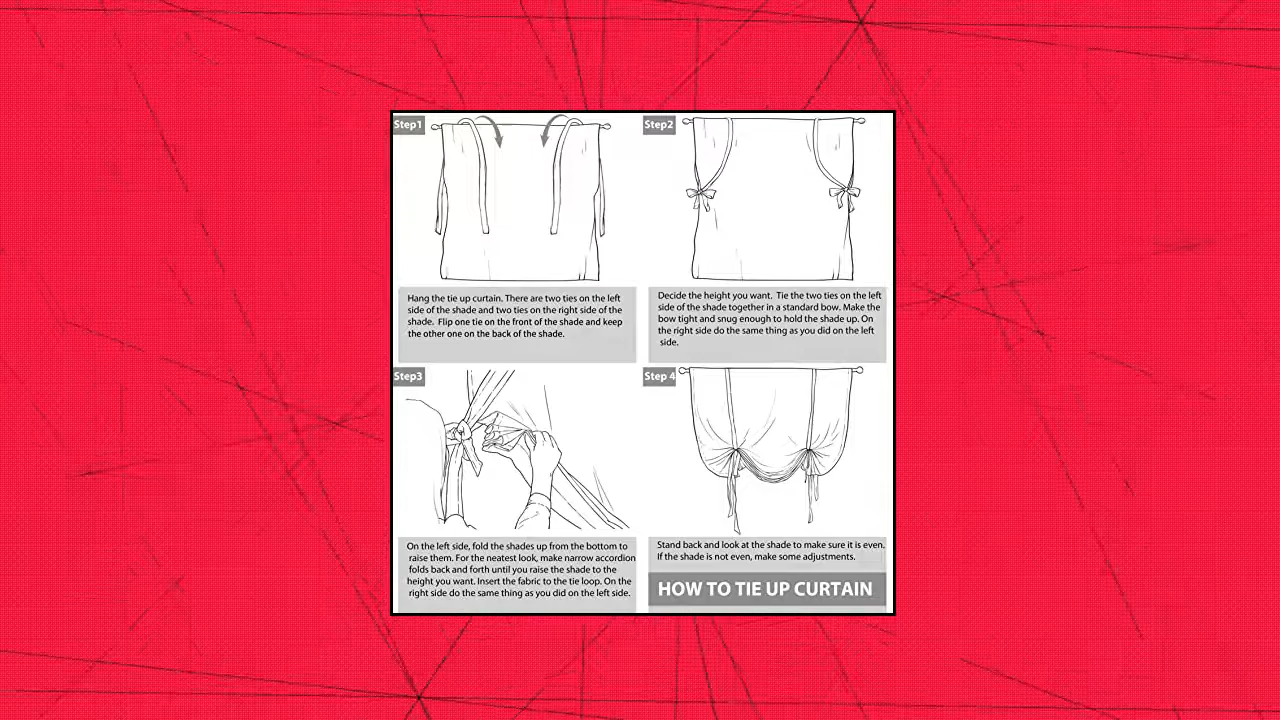 Step1
Hang the tie up curtain. There are two ties on the left
side of the shade and two ties on the right side of the
shade. Flip one tie on the front of the shade and keep
the other one on the back of the shade.
Step2
Decide the height you want. Tie the two ties on the left
side of the shade together in a standard bow. Make the
bow tight and snug enough to hold the shade up. On
the right side do the same thing as you did on the left
side.
Step3
On the left side, fold the shades up from the bottom to
raise them. For the neatest look, make narrow accordion
folds back and forth until you raise the shade to the
height you want. Insert the fabric to the tie loop. On the
right side do the same thing as you did on the left side.
Step 4
Stand back and look at the shade to make sure it is even.
If the shade is not even, make some adjustments.
HOW TO TIE UP CURTAIN